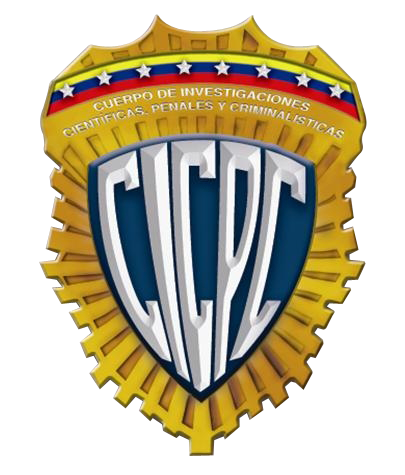 CUERPO DE INVESTIGACIONES
CIENTÍFICAS, PENALES Y CRIMINALÍSTICAS
CICPC